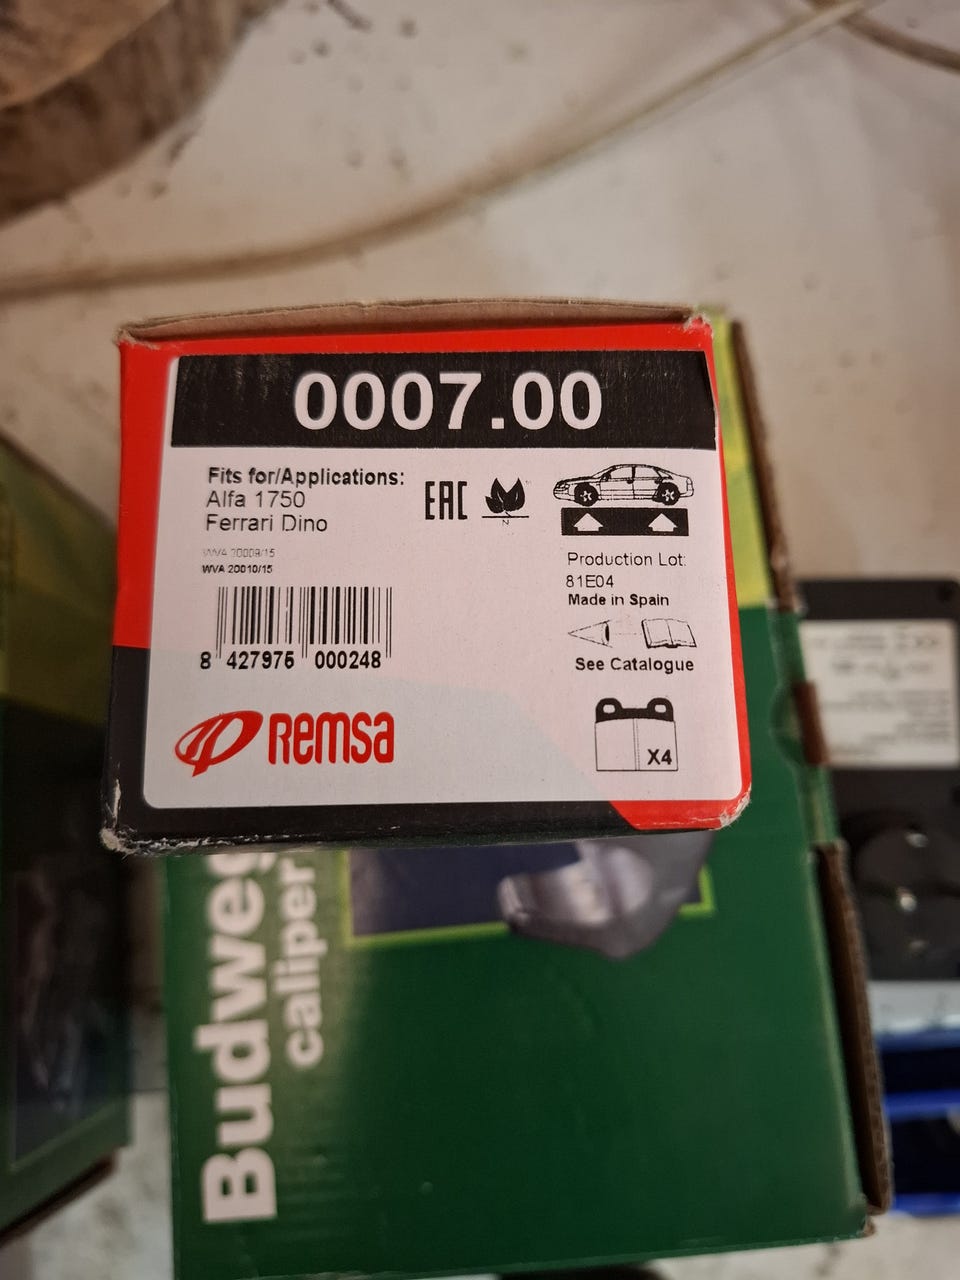 0007.00
Fits for/Applications:
Alfa 1750
Ferrari Dino
EAC
N
WVA 20009/15
WVA 20010/15
Production Lot:
81E04
Made in Spain
See Catalogue
8 427975 000248
Remsa
X4
Budweg
caliper